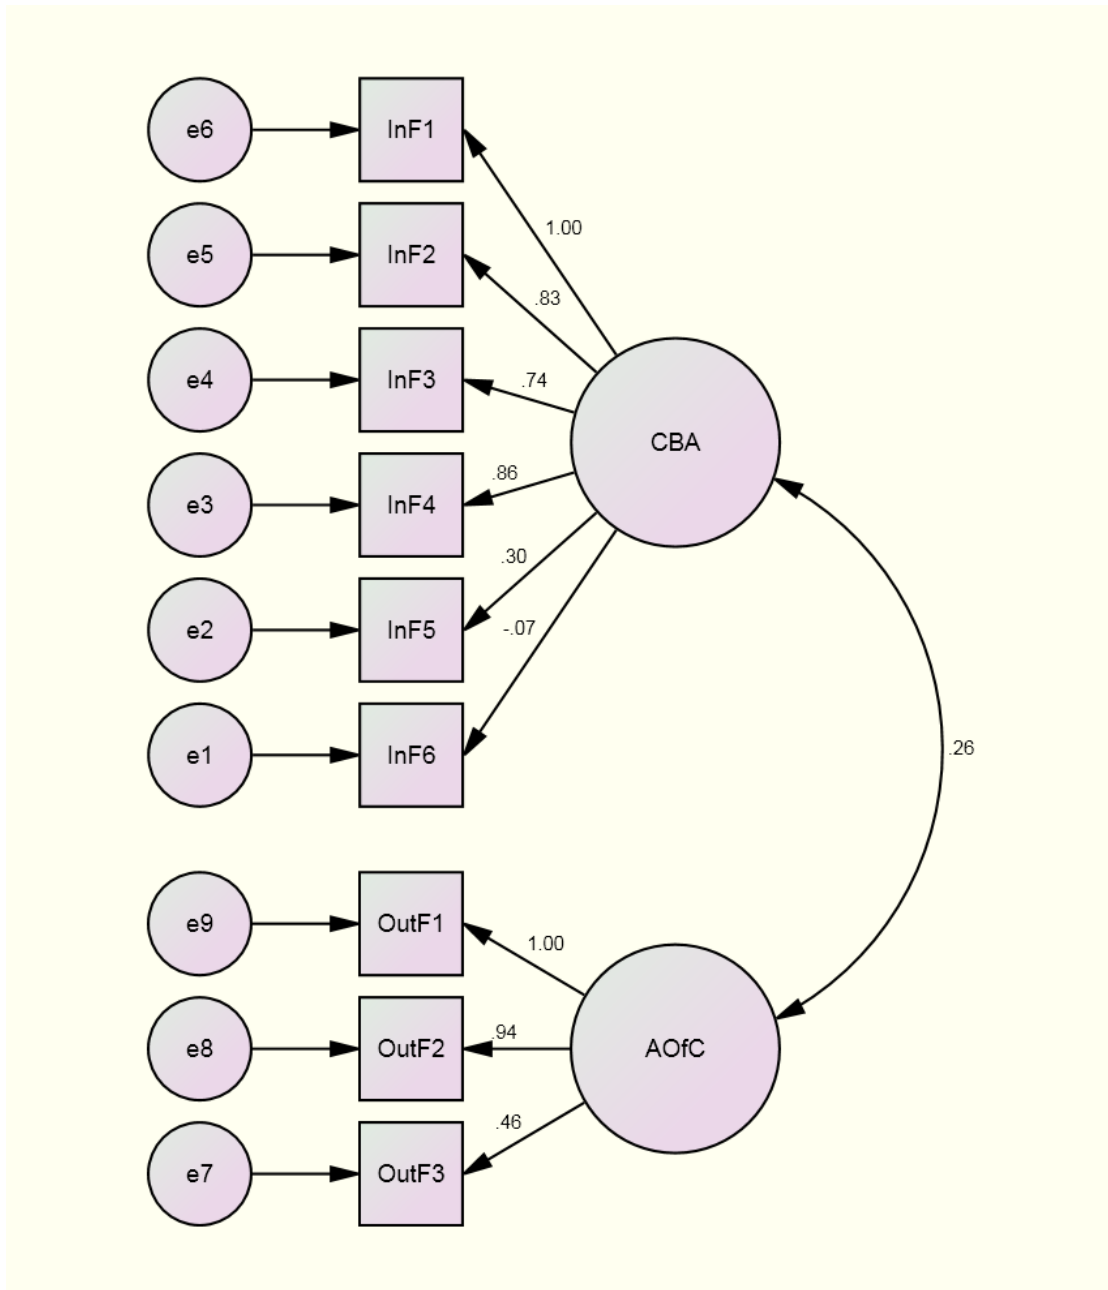 e6
InF1
1.00
e5
InF2
.83
e4
InF3
.74
CBA
e3
InF4
.86
e2
InF5
.30
-.07
e1
InF6
.26
e9
OutF1
1.00
e8
OutF2
.94
AOfC
e7
OutF3
.46